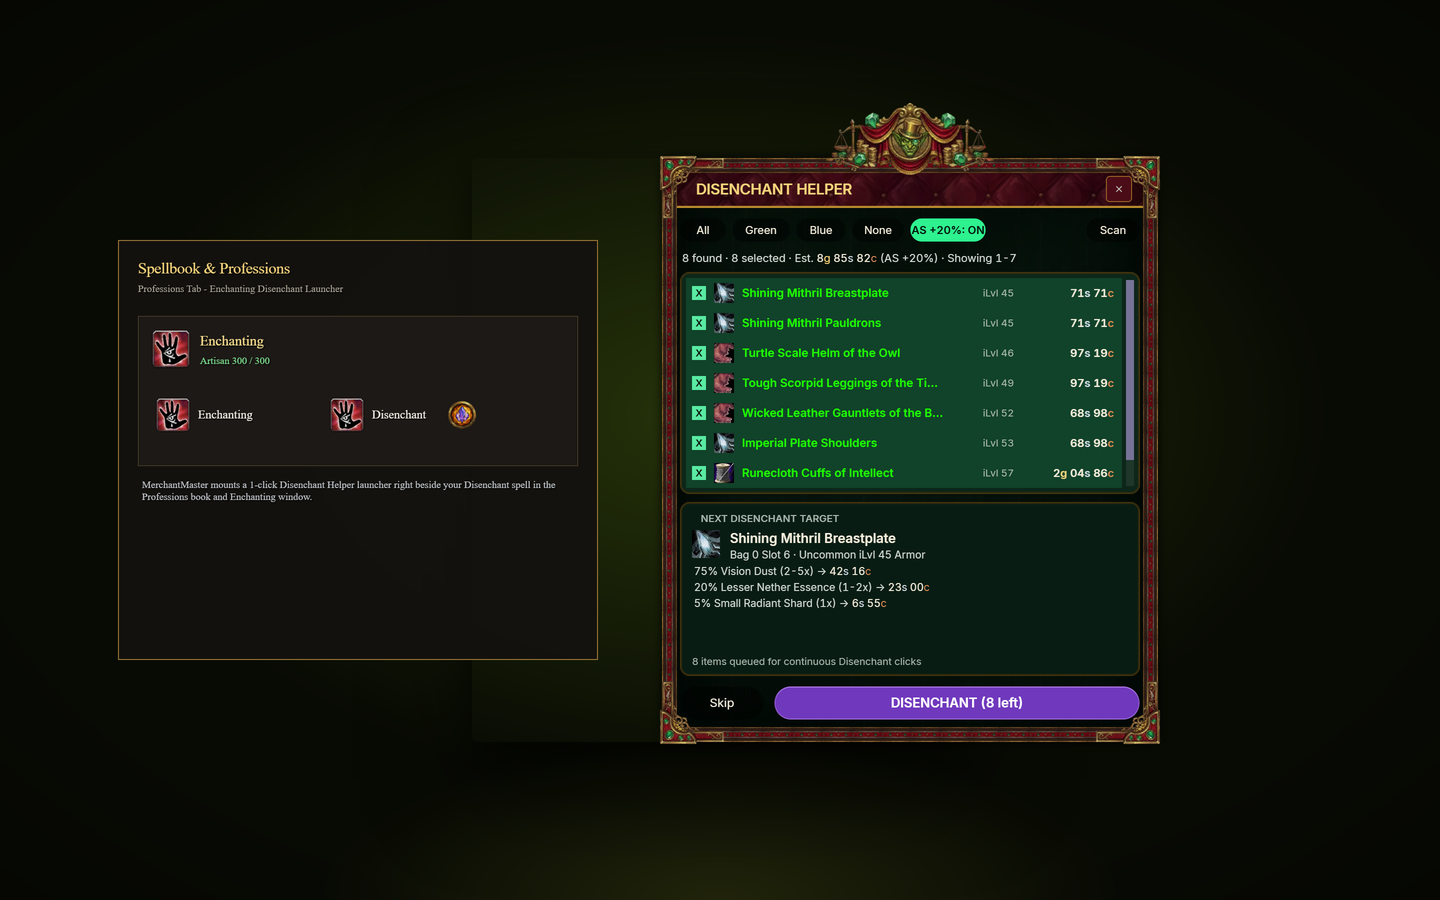 Spellbook & Professions
Professions Tab - Enchanting Disenchant Launcher
Enchanting
Artisan 300 / 300
Enchanting
Disenchant
MerchantMaster mounts a 1-click Disenchant Helper launcher right beside your Disenchant spell in the
Professions book and Enchanting window.
DISENCHANT HELPER
×
All Green Blue None AS +20%: ON Scan
8 found · 8 selected · Est. 8g 85s 82c (AS +20%) · Showing 1-7
X Shining Mithril Breastplate iLvl 45 71s 71c
X Shining Mithril Pauldrons iLvl 45 71s 71c
X Turtle Scale Helm of the Owl iLvl 46 97s 19c
X Tough Scorpid Leggings of the Ti... iLvl 49 97s 19c
X Wicked Leather Gauntlets of the B... iLvl 52 68s 98c
X Imperial Plate Shoulders iLvl 53 68s 98c
X Runecloth Cuffs of Intellect iLvl 57 2g 04s 86c
NEXT DISENCHANT TARGET
Shining Mithril Breastplate
Bag 0 Slot 6 · Uncommon iLvl 45 Armor
75% Vision Dust (2-5x) → 42s 16c
20% Lesser Nether Essence (1-2x) → 23s 00c
5% Small Radiant Shard (1x) → 6s 55c
8 items queued for continuous Disenchant clicks
Skip DISENCHANT (8 left)